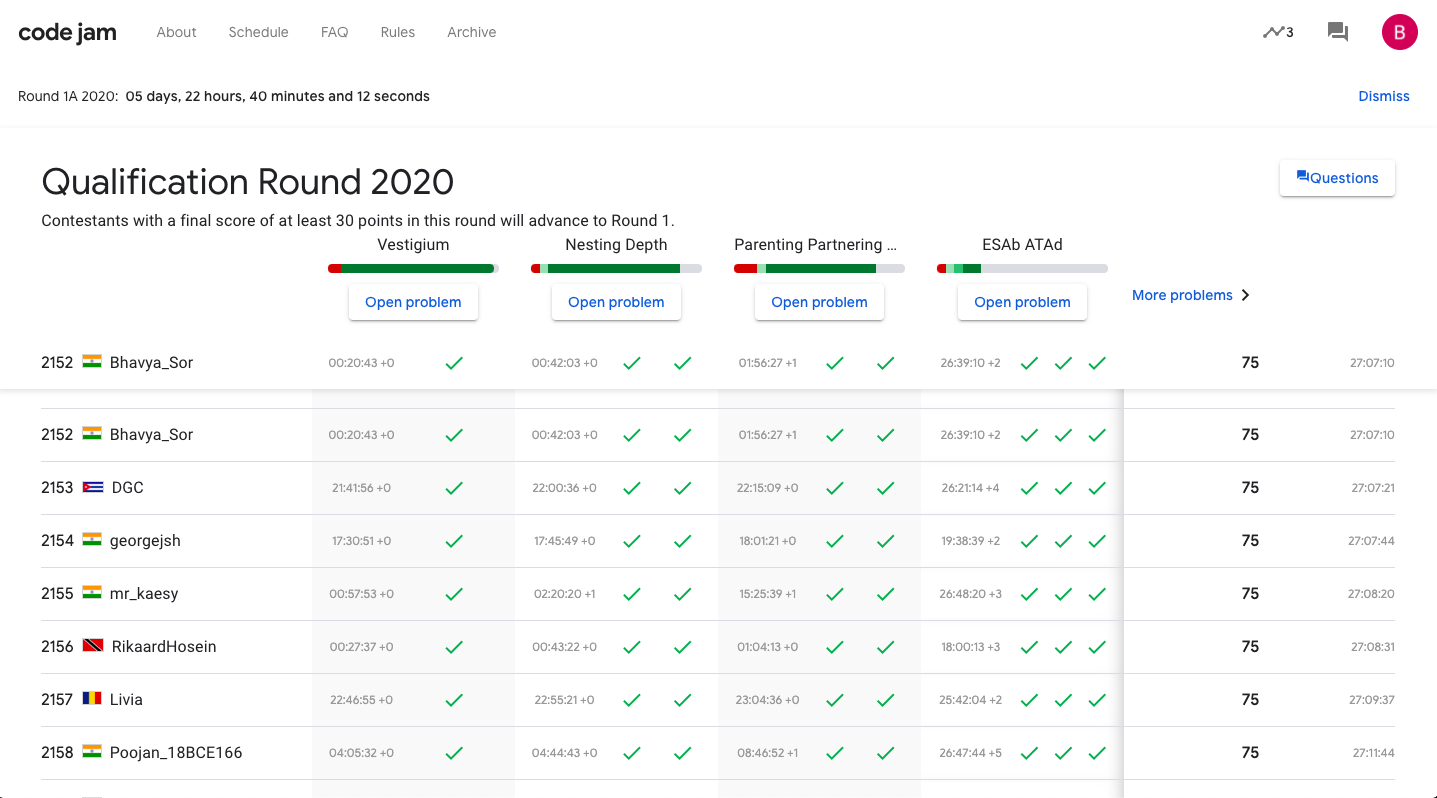 code jam About Schedule FAQ Rules Archive 3 B
Round 1A 2020: 05 days, 22 hours, 40 minutes and 12 seconds Dismiss
Qualification Round 2020 Questions
Contestants with a final score of at least 30 points in this round will advance to Round 1.
Vestigium Nesting Depth Parenting Partnering ... ESAb ATAd
Open problem Open problem Open problem Open problem More problems
2152 Bhavya_Sor 00:20:43 +0 00:42:03 +0 01:56:27 +1 26:39:10 +2 75 27:07:10
2152 Bhavya_Sor 00:20:43 +0 00:42:03 +0 01:56:27 +1 26:39:10 +2 75 27:07:10
2153 DGC 21:41:56 +0 22:00:36 +0 22:15:09 +0 26:21:14 +4 75 27:07:21
2154 georgejsh 17:30:51 +0 17:45:49 +0 18:01:21 +0 19:38:39 +2 75 27:07:44
2155 mr_kaesy 00:57:53 +0 02:20:20 +1 15:25:39 +1 26:48:20 +3 75 27:08:20
2156 RikaardHosein 00:27:37 +0 00:43:22 +0 01:04:13 +0 18:00:13 +3 75 27:08:31
2157 Livia 22:46:55 +0 22:55:21 +0 23:04:36 +0 25:42:04 +2 75 27:09:37
2158 Poojan_18BCE166 04:05:32 +0 04:44:43 +0 08:46:52 +1 26:47:44 +5 75 27:11:44